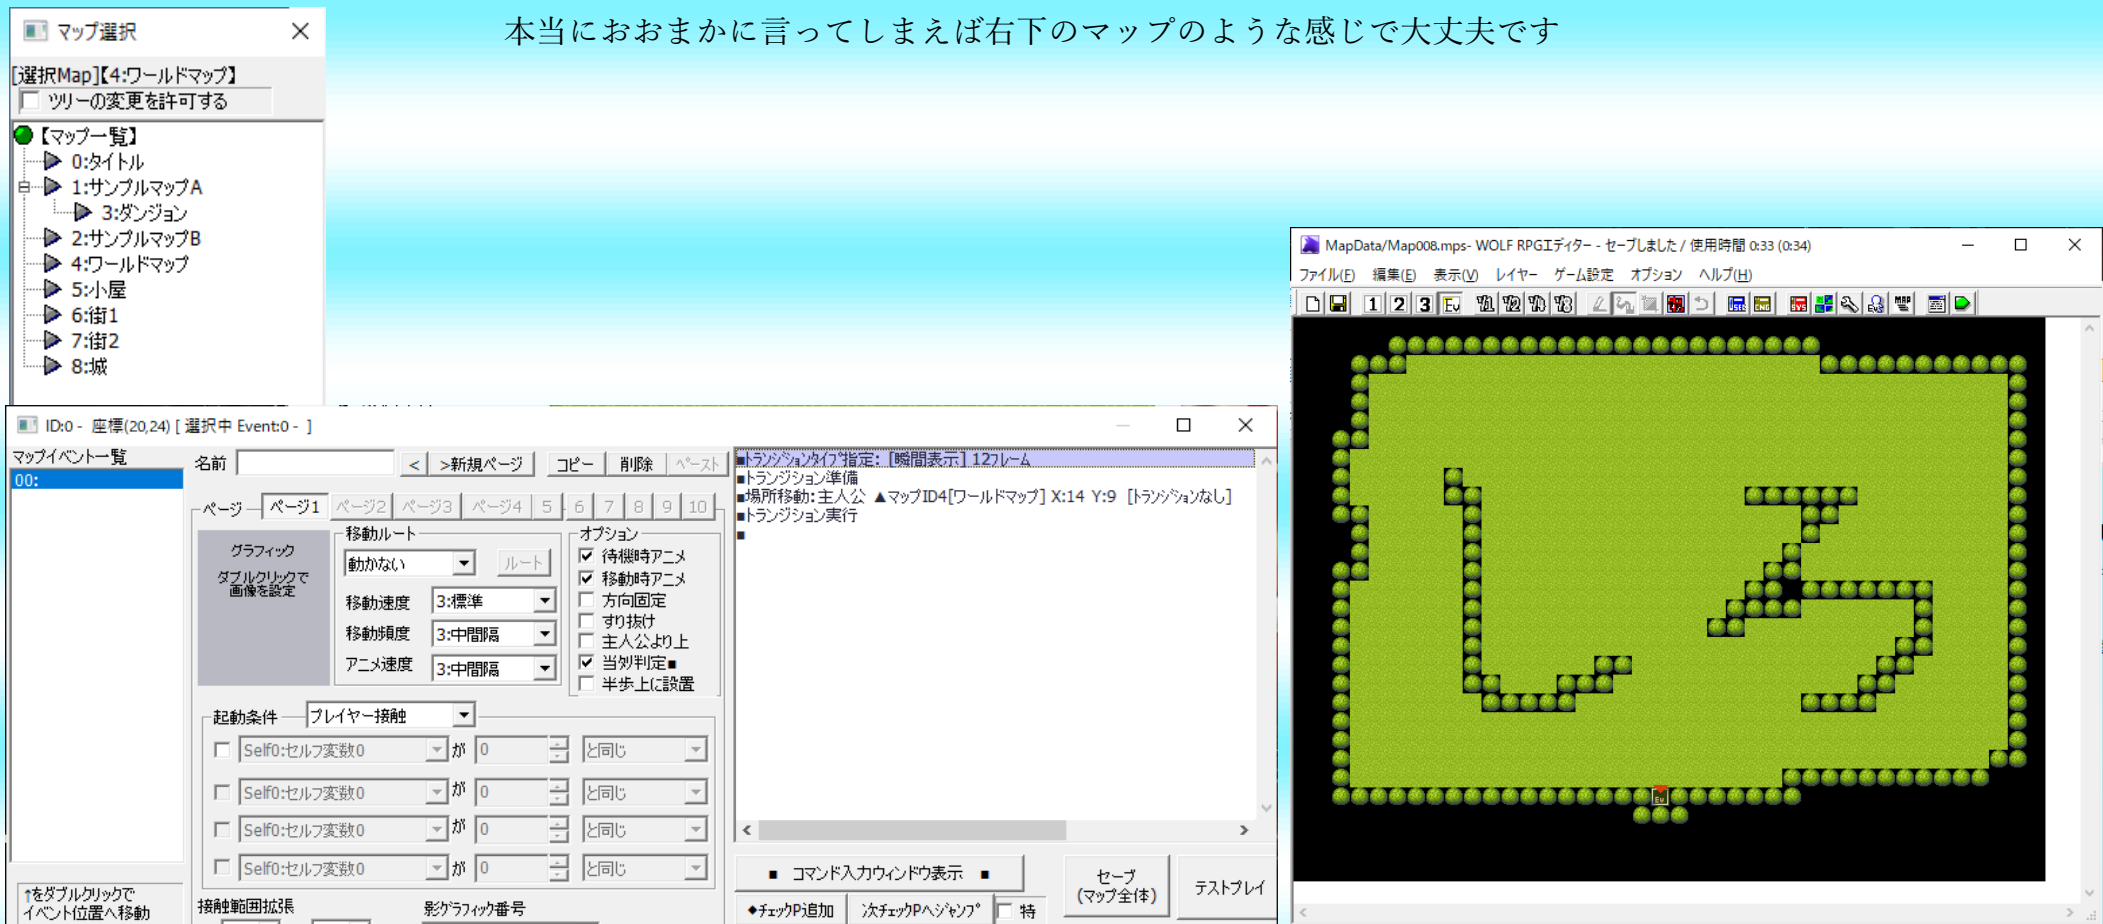 本当におおまかに言ってしまえば右下のマップのような感じで大丈夫です
マップ選択
[選択Map]【4:ワールドマップ】
ツリーの変更を許可する
【マップ一覧】
0:タイトル
1:サンプルマップA
3:ダンジョン
2:サンプルマップB
4:ワールドマップ
5:小屋
6:街1
7:街2
8:城
ID:0 - 座標(20,24) [ 選択中 Event:0 - ]
マップイベント一覧
00:
↑をダブルクリックで
イベント位置へ移動
名前
< >新規ページ コピー 削除 ペースト
ページ ページ1 ページ2 ページ3 ページ4 5 6 7 8 9 10
グラフィック
ダブルクリックで
画像を設定
移動ルート
動かない ルート
移動速度 3:標準
移動頻度 3:中間隔
アニメ速度 3:中間隔
オプション
待機時アニメ
移動時アニメ
方向固定
すり抜け
主人公より上
当列判定■
半歩上に設置
起動条件 プレイヤー接触
Self0:セルフ変数0 が 0 と同じ
Self0:セルフ変数0 が 0 と同じ
Self0:セルフ変数0 が 0 と同じ
Self0:セルフ変数0 が 0 と同じ
接触範囲拡張 影グラフィック番号
■トランジションタイプ指定: [瞬間表示] 12フレーム
■トランジション準備
■場所移動:主人公 ▲マップID4[ワールドマップ] X:14 Y:9 [トランジションなし]
■トランジション実行
■
■ コマンド入力ウィンドウ表示 ■
◆チェックP追加 次チェックPへジャンプ 特
セーブ
(マップ全体)
テストプレイ
MapData/Map008.mps- WOLF RPGエディター - セーブしました / 使用時間 0:33 (0:34)
ファイル(F) 編集(E) 表示(V) レイヤー ゲーム設定 オプション ヘルプ(H)
1 2 3 Ev
Ev